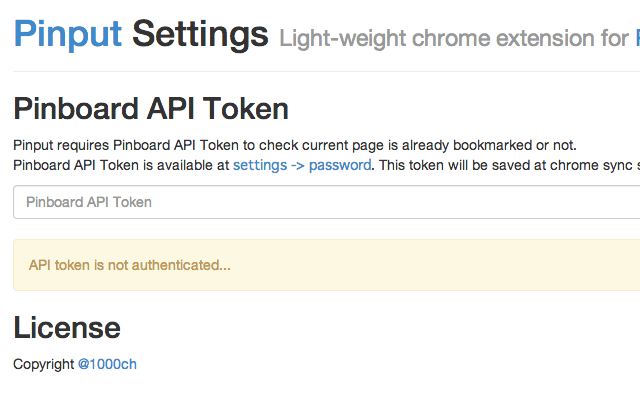 Pinput Settings Light-weight chrome extension for
Pinboard API Token
Pinput requires Pinboard API Token to check current page is already bookmarked or not.
Pinboard API Token is available at settings -> password. This token will be saved at chrome sync
Pinboard API Token
API token is not authenticated...
License
Copyright @1000ch